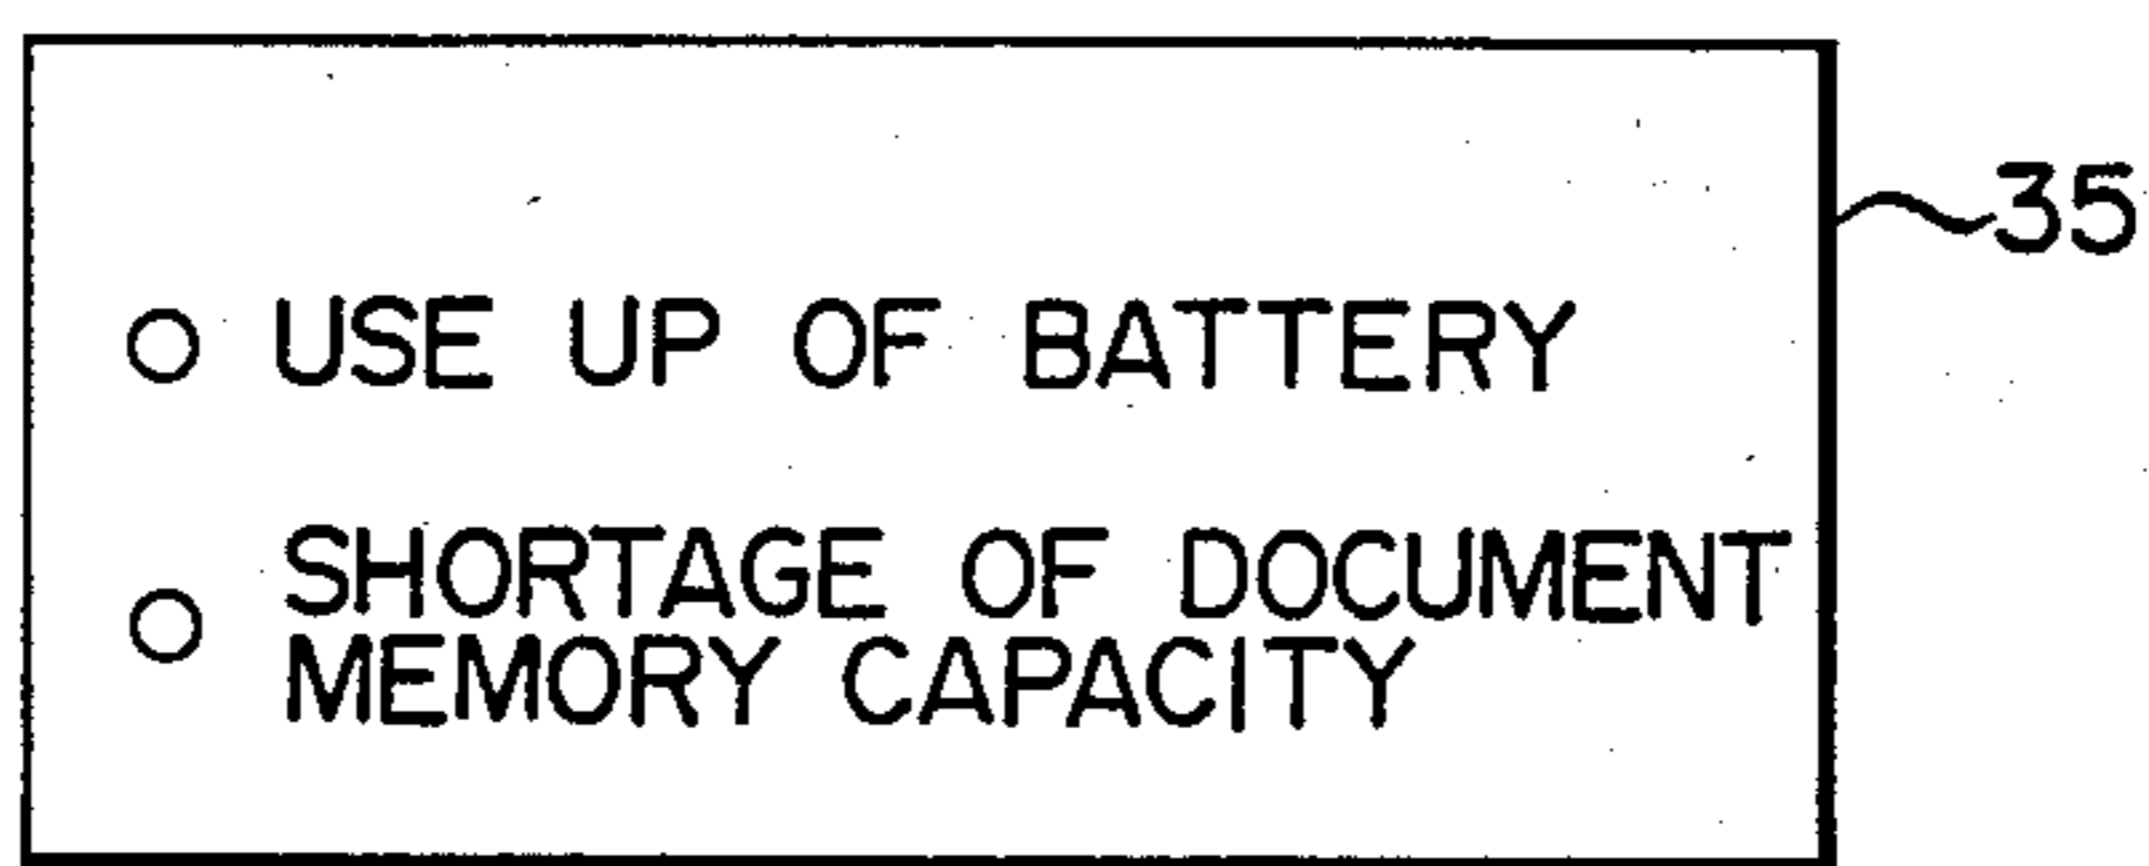 35
○ USE UP OF BATTERY
○ SHORTAGE OF DOCUMENT
MEMORY CAPACITY